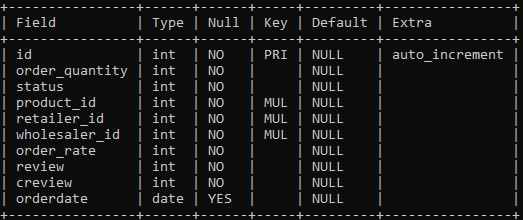 +----------------+------+------+-----+---------+----------------+
| Field          | Type | Null | Key | Default | Extra          |
+----------------+------+------+-----+---------+----------------+
| id             | int  | NO   | PRI | NULL    | auto_increment |
| order_quantity | int  | NO   |     | NULL    |                |
| status         | int  | NO   |     | NULL    |                |
| product_id     | int  | NO   | MUL | NULL    |                |
| retailer_id    | int  | NO   | MUL | NULL    |                |
| wholesaler_id  | int  | NO   | MUL | NULL    |                |
| order_rate     | int  | NO   |     | NULL    |                |
| review         | int  | NO   |     | NULL    |                |
| creview        | int  | NO   |     | NULL    |                |
| orderdate      | date | YES  |     | NULL    |                |
+----------------+------+------+-----+---------+----------------+